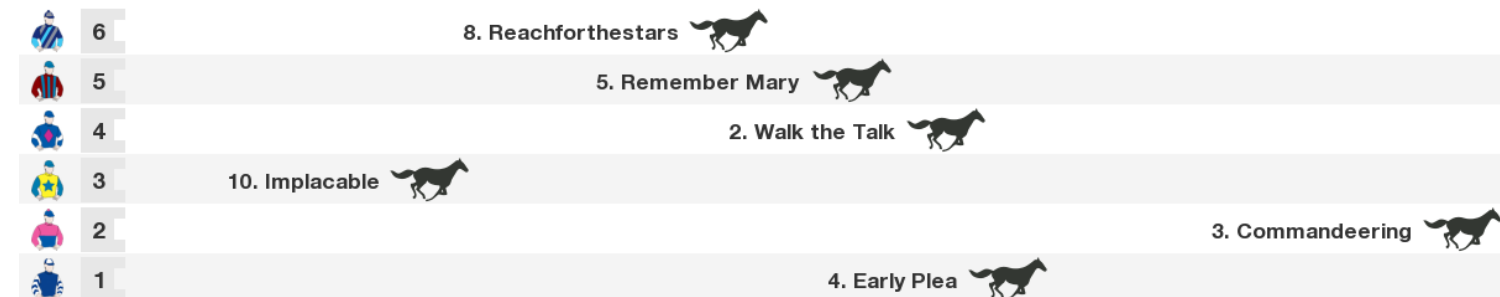 6 8. Reachforthestars
5 5. Remember Mary
4 2. Walk the Talk
3 10. Implacable
2 3. Commandeering
1 4. Early Plea